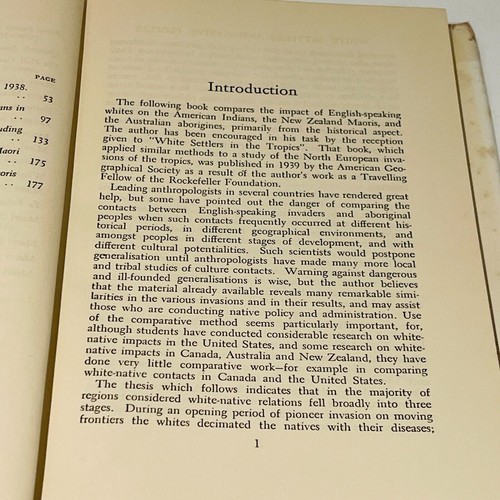 PAGE
1938.
53
ns in
97
uding
133
Maori
175
oris
177
Introduction
The following book compares the impact of English-speaking
whites on the American Indians, the New Zealand Maoris, and
the Australian aborigines, primarily from the historical aspect.
The author has been encouraged in his task by the reception
given to "White Settlers in the Tropics". That book, which
applied similar methods to a study of the North European inva-
sions of the tropics, was published in 1939 by the American Geo-
graphical Society as a result of the author's work as a Travelling
Fellow of the Rockefeller Foundation.
Leading anthropologists in several countries have rendered great
help, but some have pointed out the danger of comparing the
contacts between English-speaking invaders and aboriginal
peoples when such contacts frequently occurred at different his-
torical periods, in different geographical environments, and
amongst peoples in different stages of development, and with
different cultural potentialities. Such scientists would postpone
generalisation until anthropologists have made many more local
and tribal studies of culture contacts. Warning against dangerous
and ill-founded generalisations is wise, but the author believes
that the material already available reveals many remarkable simi-
larities in the various invasions and in their results, and may assist
those who are conducting native policy and administration. Use
of the comparative method seems particularly important, for,
although students have conducted considerable research on white-
native impacts in the United States, and some research on white-
native impacts in Canada, Australia and New Zealand, they have
done very little comparative work—for example in comparing
white-native contacts in Canada and the United States.
The thesis which follows indicates that in the majority of
regions considered white-native relations fell broadly into three
stages. During an opening period of pioneer invasion on moving
frontiers the whites decimated the natives with their diseases;
1